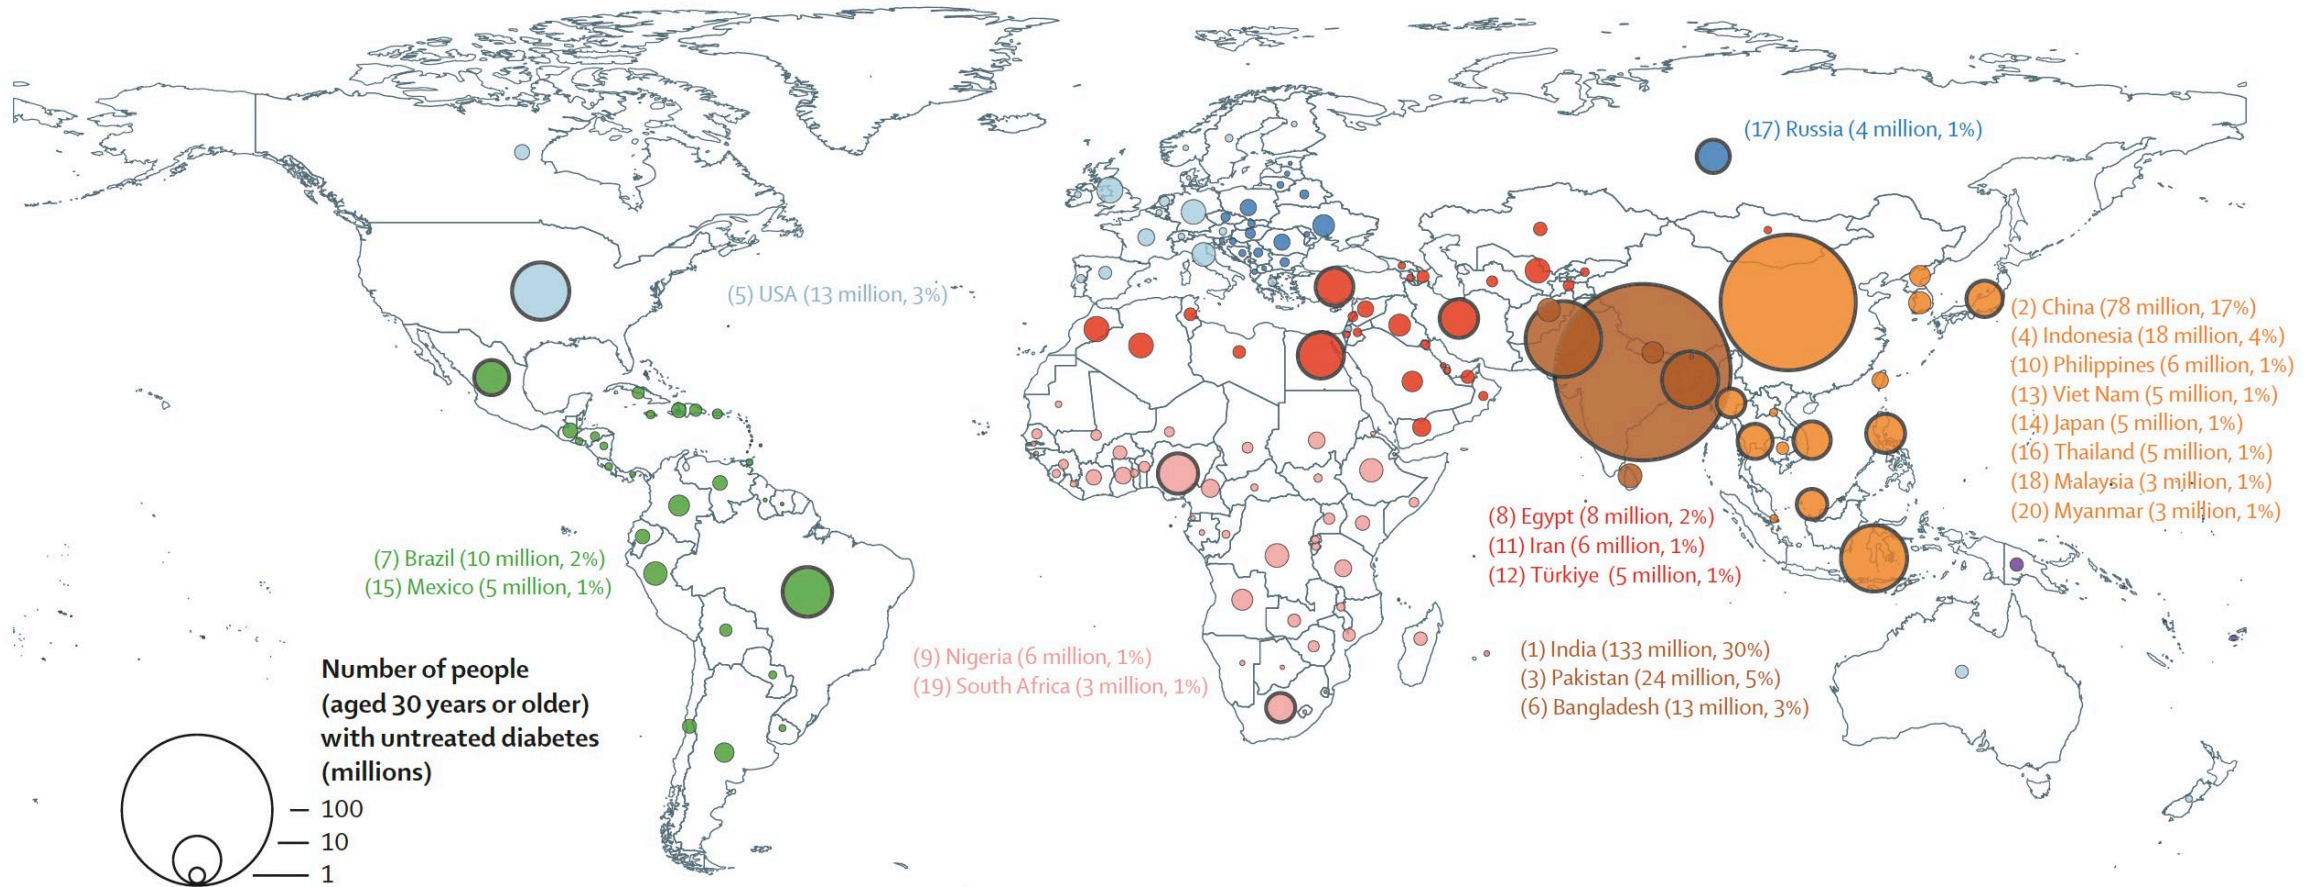 (17) Russia (4 million, 1%)
(5) USA (13 million, 3%)
(2) China (78 million, 17%)
(4) Indonesia (18 million, 4%)
(10) Philippines (6 million, 1%)
(13) Viet Nam (5 million, 1%)
(14) Japan (5 million, 1%)
(16) Thailand (5 million, 1%)
(18) Malaysia (3 million, 1%)
(20) Myanmar (3 million, 1%)
(8) Egypt (8 million, 2%)
(11) Iran (6 million, 1%)
(12) Türkiye (5 million, 1%)
(7) Brazil (10 million, 2%)
(15) Mexico (5 million, 1%)
(9) Nigeria (6 million, 1%)
(19) South Africa (3 million, 1%)
(1) India (133 million, 30%)
(3) Pakistan (24 million, 5%)
(6) Bangladesh (13 million, 3%)
Number of people
(aged 30 years or older)
with untreated diabetes
(millions)
100
10
1